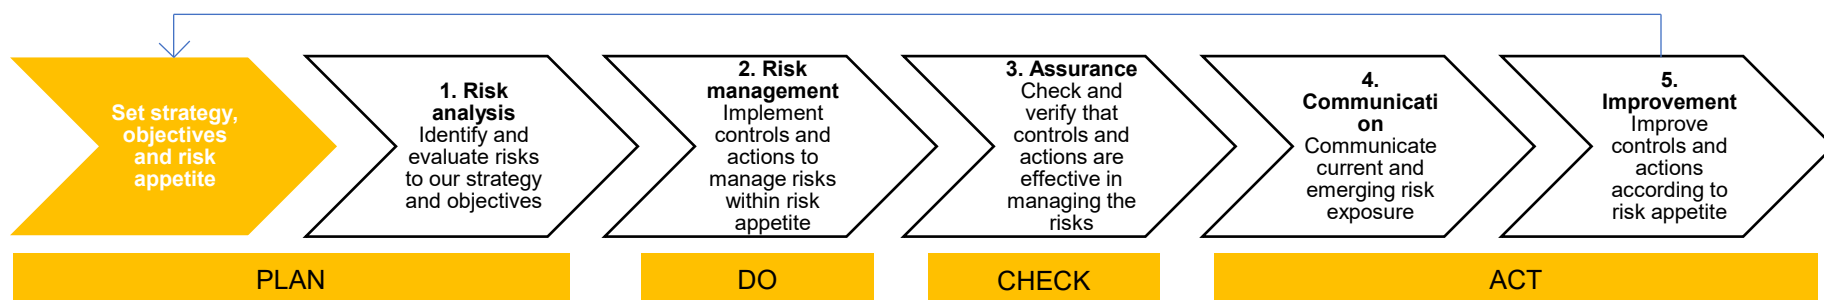 Set strategy,
objectives
and risk
appetite
1. Risk
analysis
Identify and
evaluate risks
to our strategy
and objectives
2. Risk
management
Implement
controls and
actions to
manage risks
within risk
appetite
3. Assurance
Check and
verify that
controls and
actions are
effective in
managing the
risks
4.
Communicati
on
Communicate
current and
emerging risk
exposure
5.
Improvement
Improve
controls and
actions
according to
risk appetite
PLAN
DO
CHECK
ACT